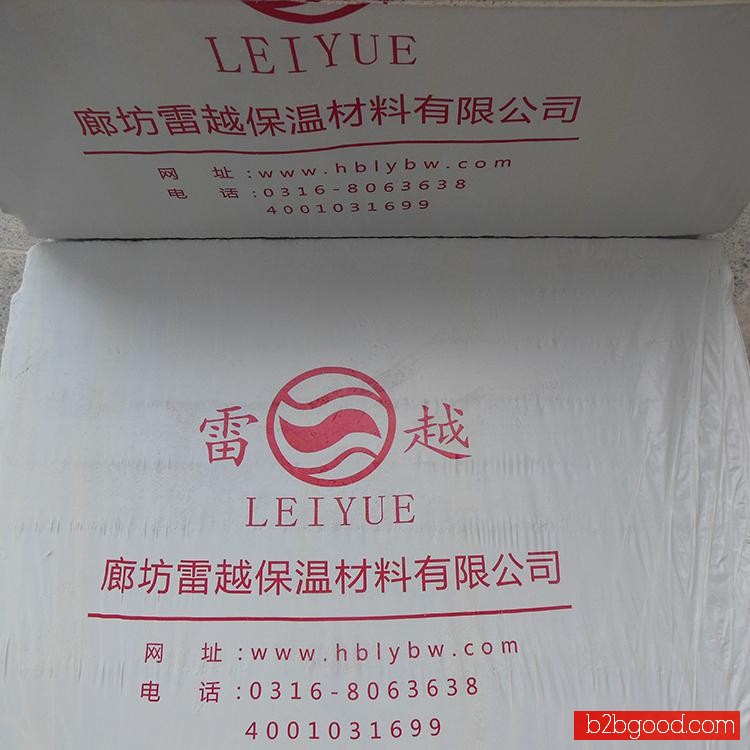 LEIYUE
廊坊雷越保温材料有限公司
网 址:www.hblybw.com
电 话:0316-8063638
4001031699
雷 越
LEIYUE
廊坊雷越保温材料有限公司
网 址:www.hblybw.com
电 话:0316-8063638
4001031699
b2bgood.com